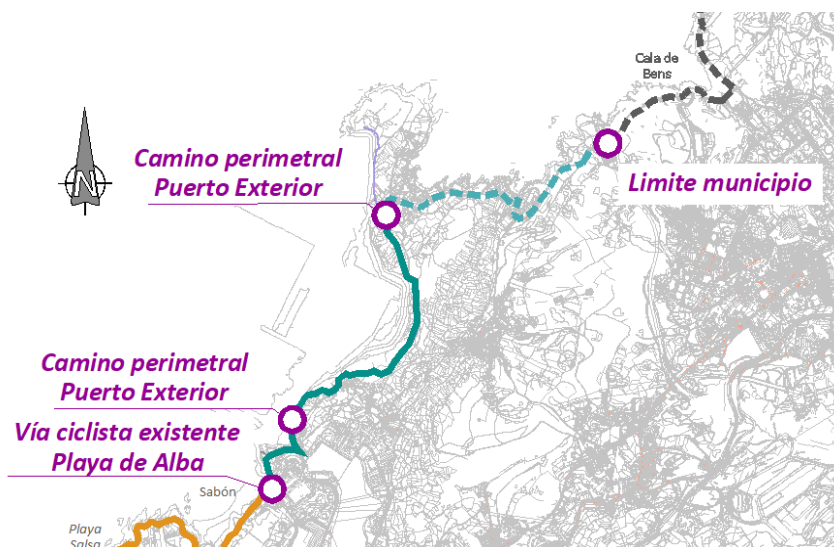 Cala de
Bens
N
Camino perimetral
Puerto Exterior
Limite municipio
Camino perimetral
Puerto Exterior
Vía ciclista existente
Playa de Alba
Sabón
Playa
Salsa